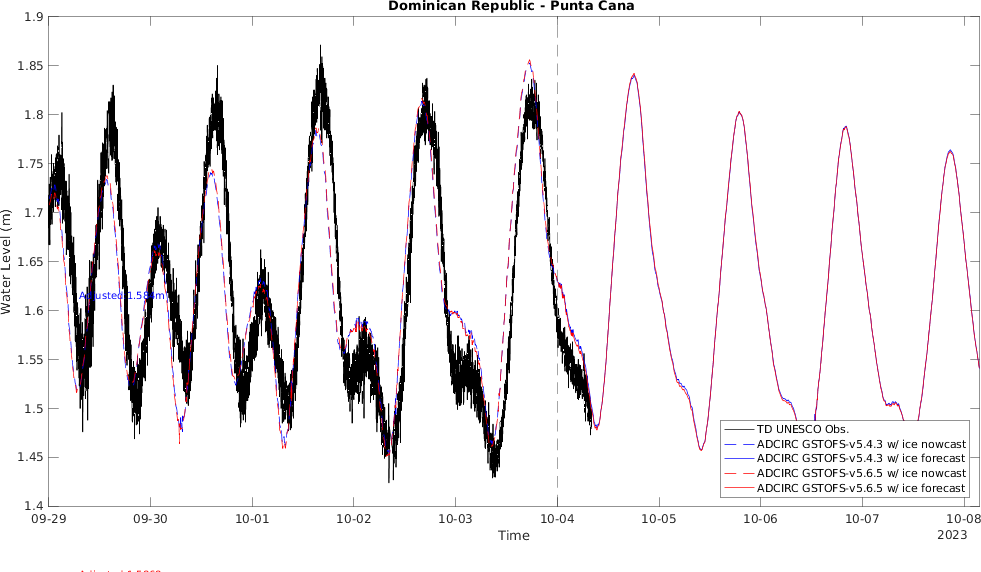 Dominican Republic - Punta Cana
1.9
1.85
1.8
1.75
1.7
1.65
1.6
1.55
1.5
1.45
1.4
Water Level (m)
TD UNESCO Obs.
ADCIRC GSTOFS-v5.4.3 w/ ice nowcast
ADCIRC GSTOFS-v5.4.3 w/ ice forecast
ADCIRC GSTOFS-v5.6.5 w/ ice nowcast
ADCIRC GSTOFS-v5.6.5 w/ ice forecast
09-29 09-30 10-01 10-02 10-03 10-04 10-05 10-06 10-07 10-08
Time
2023
Adjusted